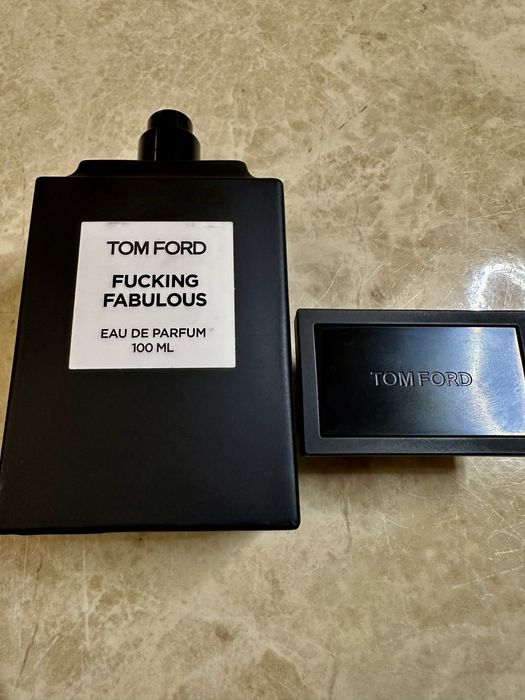 TOM FORD
FUCKING
FABULOUS
EAU DE PARFUM
100 ML
TOM FORD